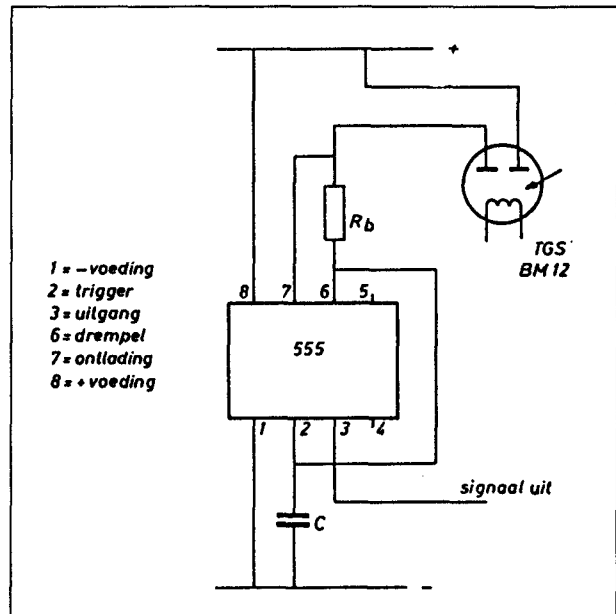 +
R_b
TGS
BM 12
1 = -voeding
2 = trigger
3 = uitgang
6 = drempel
7 = ontlading
8 = + voeding
8 7 6 5
555
1 2 3 4
signaal uit
C
-